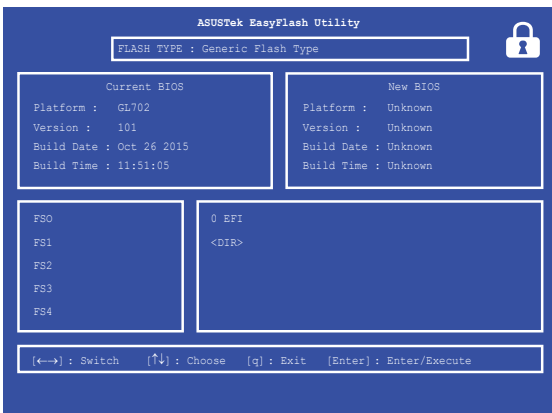 ASUSTek EasyFlash Utility
FLASH TYPE : Generic Flash Type
Current BIOS
Platform : GL702
Version : 101
Build Date : Oct 26 2015
Build Time : 11:51:05
New BIOS
Platform : Unknown
Version : Unknown
Build Date : Unknown
Build Time : Unknown
FSO
FS1
FS2
FS3
FS4
0 EFI
<DIR>
[←→] : Switch [↑↓] : Choose [q] : Exit [Enter] : Enter/Execute